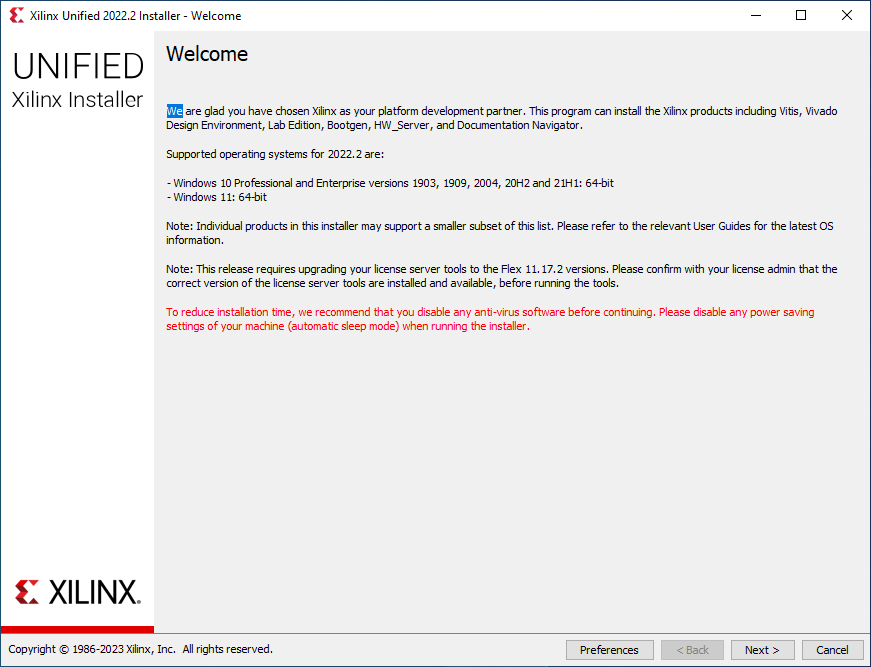 Xilinx Unified 2022.2 Installer - Welcome
UNIFIED
Xilinx Installer
Welcome
We are glad you have chosen Xilinx as your platform development partner. This program can install the Xilinx products including Vitis, Vivado
Design Environment, Lab Edition, Bootgen, HW_Server, and Documentation Navigator.
Supported operating systems for 2022.2 are:
- Windows 10 Professional and Enterprise versions 1903, 1909, 2004, 20H2 and 21H1: 64-bit
- Windows 11: 64-bit
Note: Individual products in this installer may support a smaller subset of this list. Please refer to the relevant User Guides for the latest OS
information.
Note: This release requires upgrading your license server tools to the Flex 11.17.2 versions. Please confirm with your license admin that the
correct version of the license server tools are installed and available, before running the tools.
To reduce installation time, we recommend that you disable any anti-virus software before continuing. Please disable any power saving
settings of your machine (automatic sleep mode) when running the installer.
XILINX.
Copyright © 1986-2023 Xilinx, Inc. All rights reserved.
Preferences
< Back
Next >
Cancel